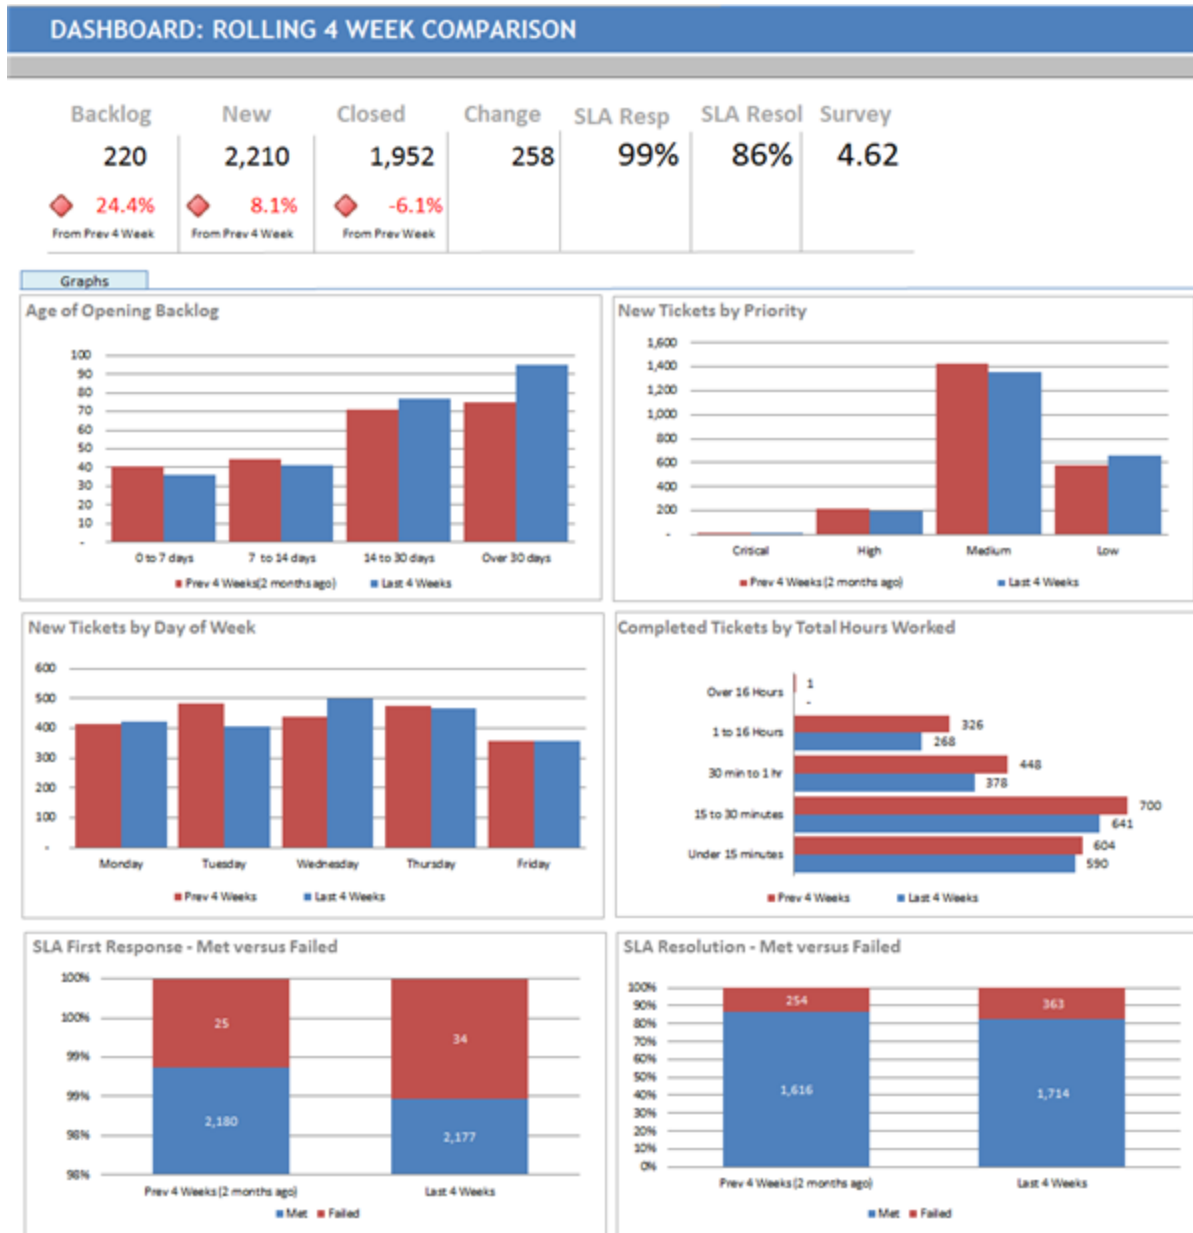 DASHBOARD: ROLLING 4 WEEK COMPARISON
Backlog New Closed Change SLA Resp SLA Resol Survey
220 2,210 1,952 258 99% 86% 4.62
24.4% 8.1% -6.1%
From Prev 4 Week From Prev 4 Week From Prev Week
Graphs
Age of Opening Backlog
100
90
80
70
60
50
40
30
20
10
-
0 to 7 days 7 to 14 days 14 to 30 days Over 30 days
Prev 4 Weeks(2 months ago) Last 4 Weeks
New Tickets by Priority
1,600
1,400
1,200
1,000
800
600
400
200
-
Critical High Medium Low
Prev 4 Weeks (2 months ago) Last 4 Weeks
New Tickets by Day of Week
600
500
400
300
200
100
-
Monday Tuesday Wednesday Thursday Friday
Prev 4 Weeks Last 4 Weeks
Completed Tickets by Total Hours Worked
Over 16 Hours 1
-
1 to 16 Hours 326
268
30 min to 1 hr 448
378
15 to 30 minutes 700
641
Under 15 minutes 604
590
Prev 4 Weeks Last 4 Weeks
SLA First Response - Met versus Failed
100%
100%
99%
99%
98%
98%
25 34
2,180 2,177
Prev 4 Weeks (2 months ago) Last 4 Weeks
Met Failed
SLA Resolution - Met versus Failed
100%
90%
80%
70%
60%
50%
40%
30%
20%
10%
0%
254 363
1,616 1,714
Prev 4 Weeks (2 months ago) Last 4 Weeks
Met Failed